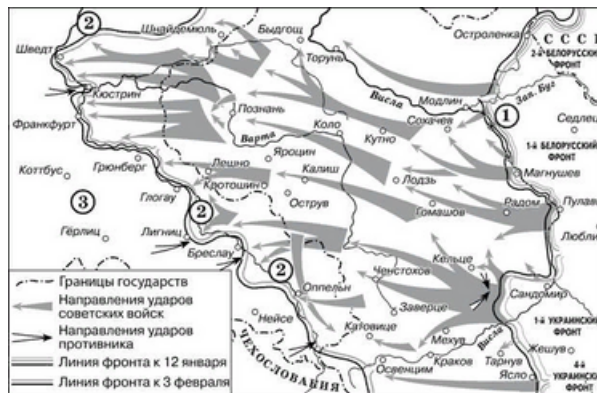 Шнайдемюль
Быдгощ
Остроленка
С С С Р
2-й БЕЛОРУССКИЙ
ФРОНТ
2
Шведт
Торунь
Висла
Модлин
Зап. Буг
1
Кюстрин
Познань
Коло
Кутно
Сохачев
Седлец
Франкфурт
Варта
1-й БЕЛОРУССКИЙ
ФРОНТ
Яроцин
Коттбус
Грюнберг
Лешно
Калиш
Лодзь
Магнушев
Кротошин
3
Глогау
Остров
Томашов
Радом
Пулавы
2
Гёрлиц
Лигниц
Люблин
Бреслау
2
Кельце
Ченстохов
Оппельн
Сандомир
Нейсе
Заверце
1-й УКРАИНСКИЙ
ФРОНТ
Катовице
Мехув
Висла
Краков
Тарнув
Жешув
Освенцим
Ясло
4-й
УКРАИНСКИЙ
ФРОНТ
ЧЕХОСЛОВАКИЯ
Границы государств
Направления ударов
советских войск
Направления ударов
противника
Линия фронта к 12 января
Линия фронта к 3 февраля